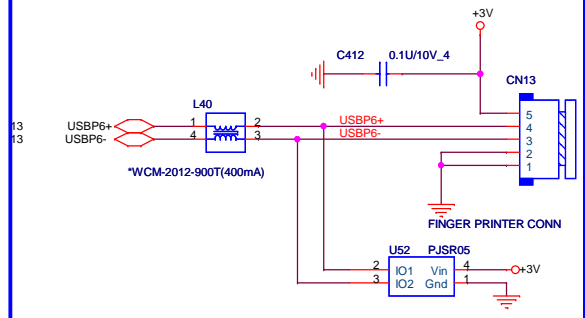 +3V
C412 0.1U/10V_4
CN13
L40
13 USBP6+ 1 2 USBP6+ 5
13 USBP6- 4 3 USBP6- 4
3
2
1
*WCM-2012-900T(400mA)
FINGER PRINTER CONN
U52 PJSR05
2 IO1 Vin 4 +3V
3 IO2 Gnd 1